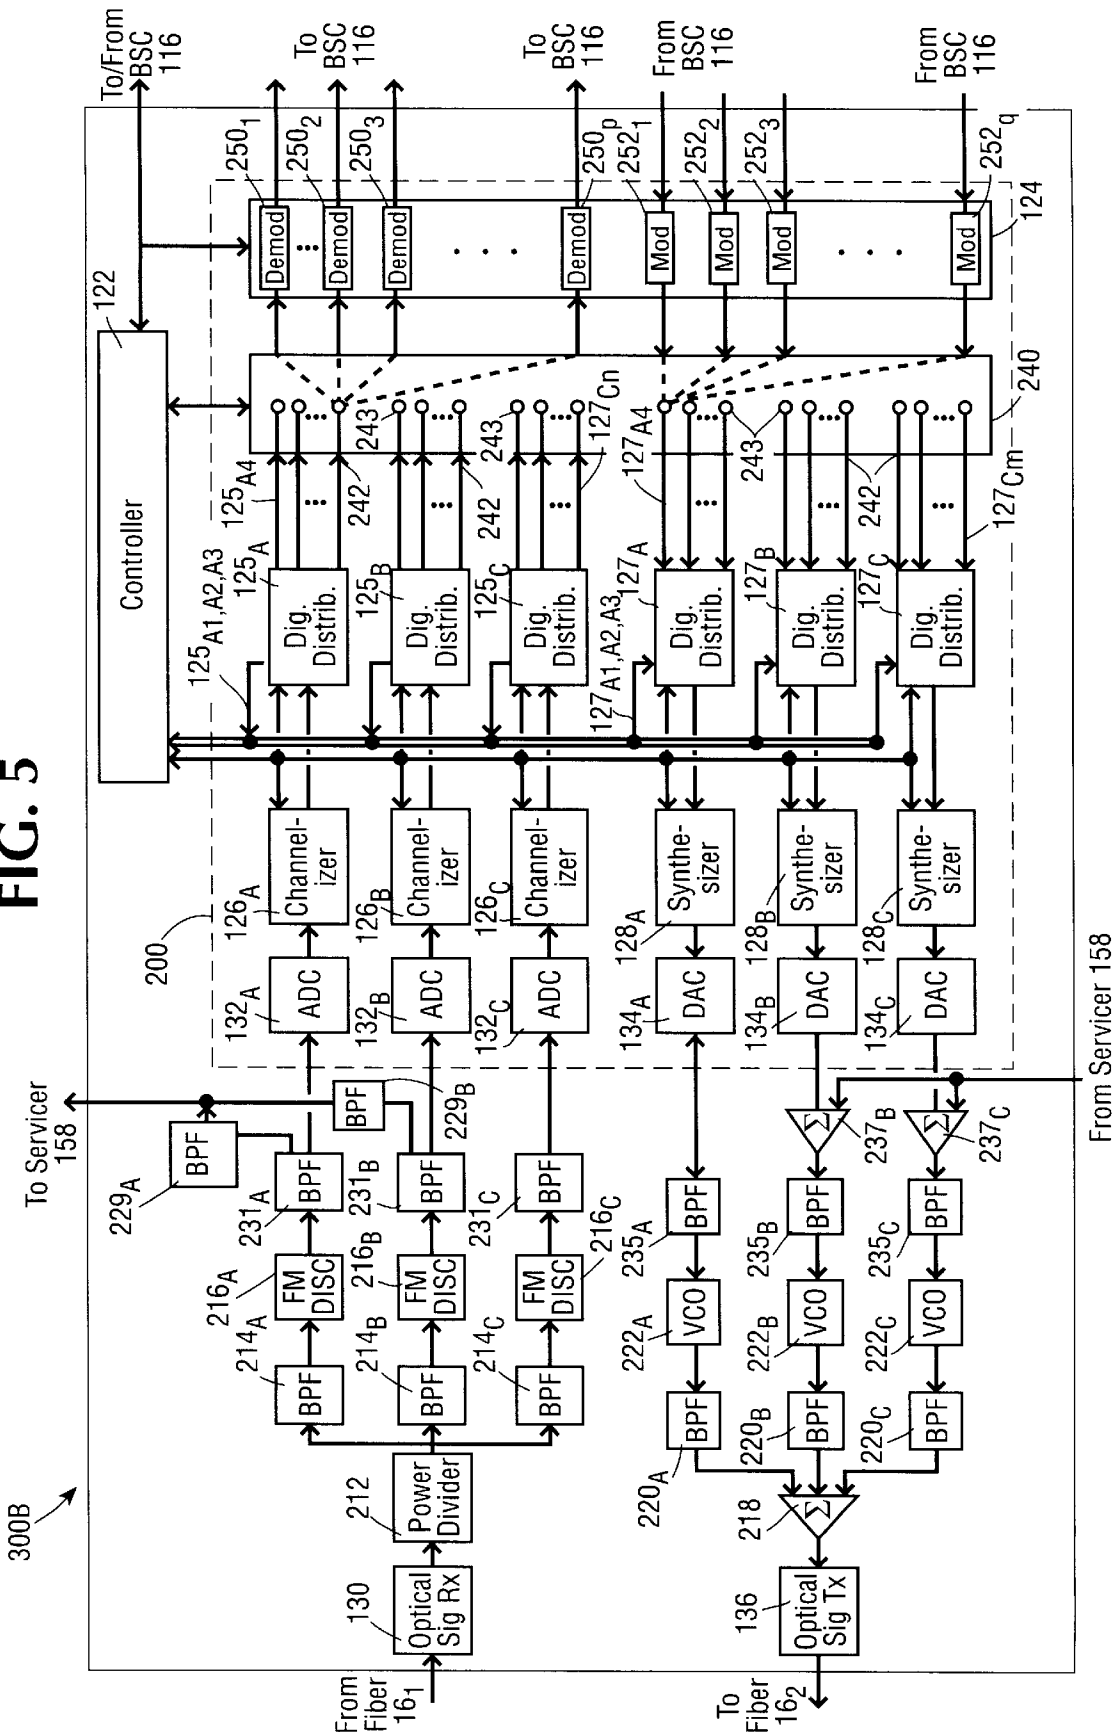 FIG. 5
300B
From
Fiber
16₁
130
Optical
Sig Rx
212
Power
Divider
214A
BPF
214B
BPF
214C
BPF
216A
FM
DISC
216B
FM
DISC
216C
FM
DISC
231A
BPF
231B
BPF
231C
BPF
229A
BPF
229B
BPF
To Servicer
158
200
132A
ADC
132B
ADC
132C
ADC
126A
Channel-
izer
126B
Channel-
izer
126C
Channel-
izer
122
Controller
125A1,A2,A3
125A
Dig.
Distrib.
125B
Dig.
Distrib.
125C
Dig.
Distrib.
125A4
242
243
242
243
127Cn
To/From
BSC
116
To
BSC
116
To
BSC
116
250₁
Demod
250₂
Demod
250₃
Demod
250p
Demod
To
Fiber
16₂
136
Optical
Sig Tx
218
Σ
220A
BPF
220B
BPF
220C
BPF
222A
VCO
222B
VCO
222C
VCO
235A
BPF
235B
BPF
235C
BPF
237B
Σ
237C
Σ
From Servicer 158
134A
DAC
134B
DAC
134C
DAC
128A
Synthe-
sizer
128B
Synthe-
sizer
128C
Synthe-
sizer
127A1,A2,A3
127A
Dig.
Distrib.
127B
Dig.
Distrib.
127C
Dig.
Distrib.
127A4
243
242
127Cm
240
252₁
Mod
252₂
Mod
252₃
Mod
252q
Mod
124
From
BSC
116
From
BSC
116